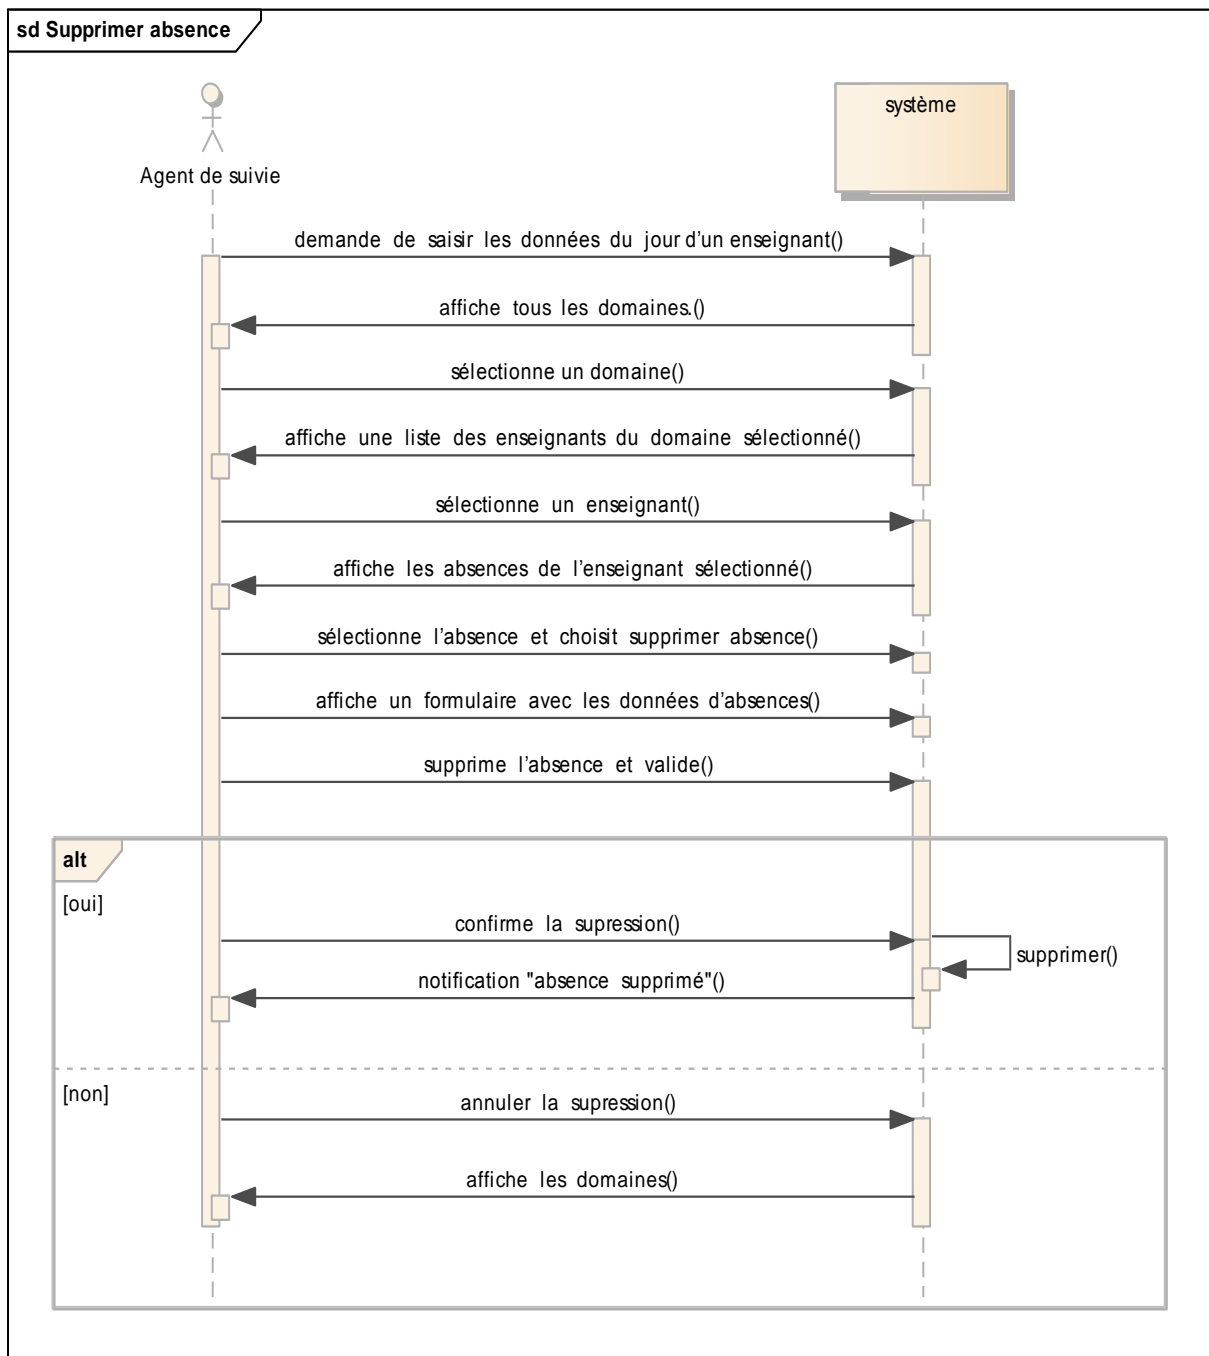 sd Supprimer absence
système
Agent de suivie
demande de saisir les données du jour d'un enseignant()
affiche tous les domaines.()
sélectionne un domaine()
affiche une liste des enseignants du domaine sélectionné()
sélectionne un enseignant()
affiche les absences de l'enseignant sélectionné()
sélectionne l'absence et choisit supprimer absence()
affiche un formulaire avec les données d'absences()
supprime l'absence et valide()
alt
[oui]
confirme la supression()
supprimer()
notification "absence supprimé"()
[non]
annuler la supression()
affiche les domaines()